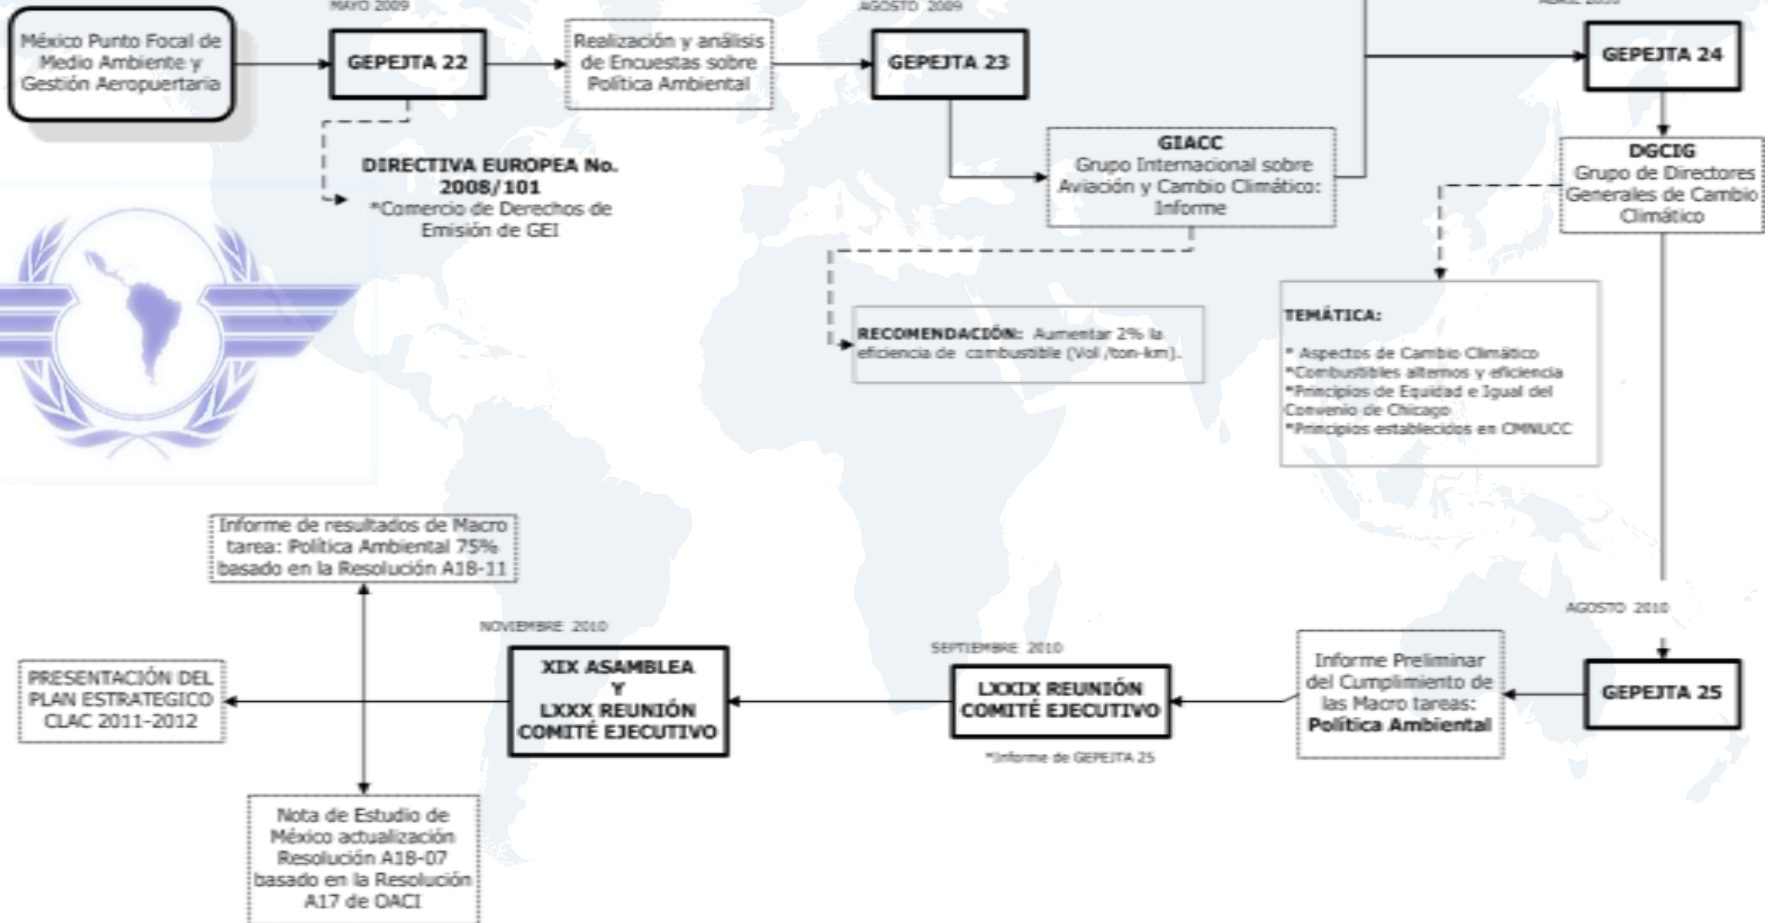 MAYO 2009
AGOSTO 2009
ABRIL 2010
México Punto Focal de
Medio Ambiente y
Gestión Aeropuertaria
GEPEJTA 22
Realización y análisis
de Encuestas sobre
Política Ambiental
GEPEJTA 23
GEPEJTA 24
DIRECTIVA EUROPEA No.
2008/101
*Comercio de Derechos de
Emisión de GEI
GIACC
Grupo Internacional sobre
Aviación y Cambio Climático:
Informe
DGCIG
Grupo de Directores
Generales de Cambio
Climático
RECOMENDACIÓN: Aumentar 2% la
eficiencia de combustible (Vol /ton-km).
TEMÁTICA:
* Aspectos de Cambio Climático
*Combustibles alternos y eficiencia
*Principios de Equidad e Igual del
Convenio de Chicago
*Principios establecidos en CMNUCC
AGOSTO 2010
GEPEJTA 25
Informe Preliminar
del Cumplimiento de
las Macro tareas:
Política Ambiental
SEPTIEMBRE 2010
LXXIX REUNIÓN
COMITÉ EJECUTIVO
*Informe de GEPEJTA 25
NOVIEMBRE 2010
XIX ASAMBLEA
Y
LXXX REUNIÓN
COMITÉ EJECUTIVO
Informe de resultados de Macro
tarea: Política Ambiental 75%
basado en la Resolución A18-11
PRESENTACIÓN DEL
PLAN ESTRATEGICO
CLAC 2011-2012
Nota de Estudio de
México actualización
Resolución A18-07
basado en la Resolución
A17 de OACI